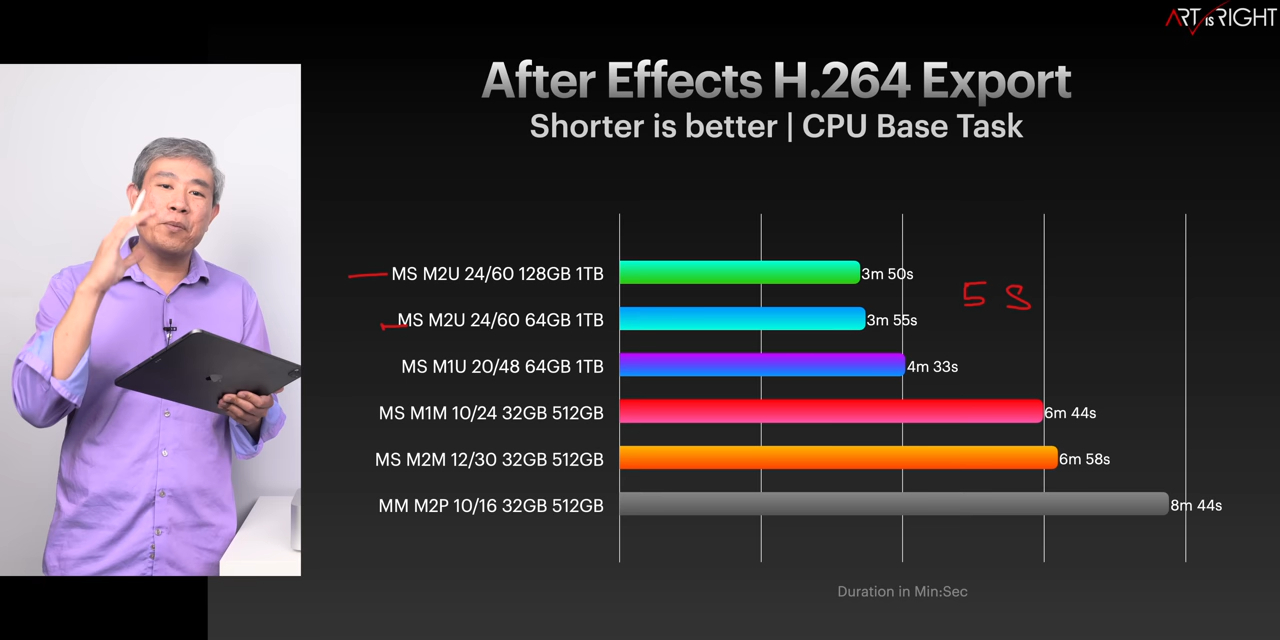 ART IS RIGHT
After Effects H.264 Export
Shorter is better | CPU Base Task
MS M2U 24/60 128GB 1TB 3m 50s
5 S
MS M2U 24/60 64GB 1TB 3m 55s
MS M1U 20/48 64GB 1TB 4m 33s
MS M1M 10/24 32GB 512GB 6m 44s
MS M2M 12/30 32GB 512GB 6m 58s
MM M2P 10/16 32GB 512GB 8m 44s
Duration in Min:Sec